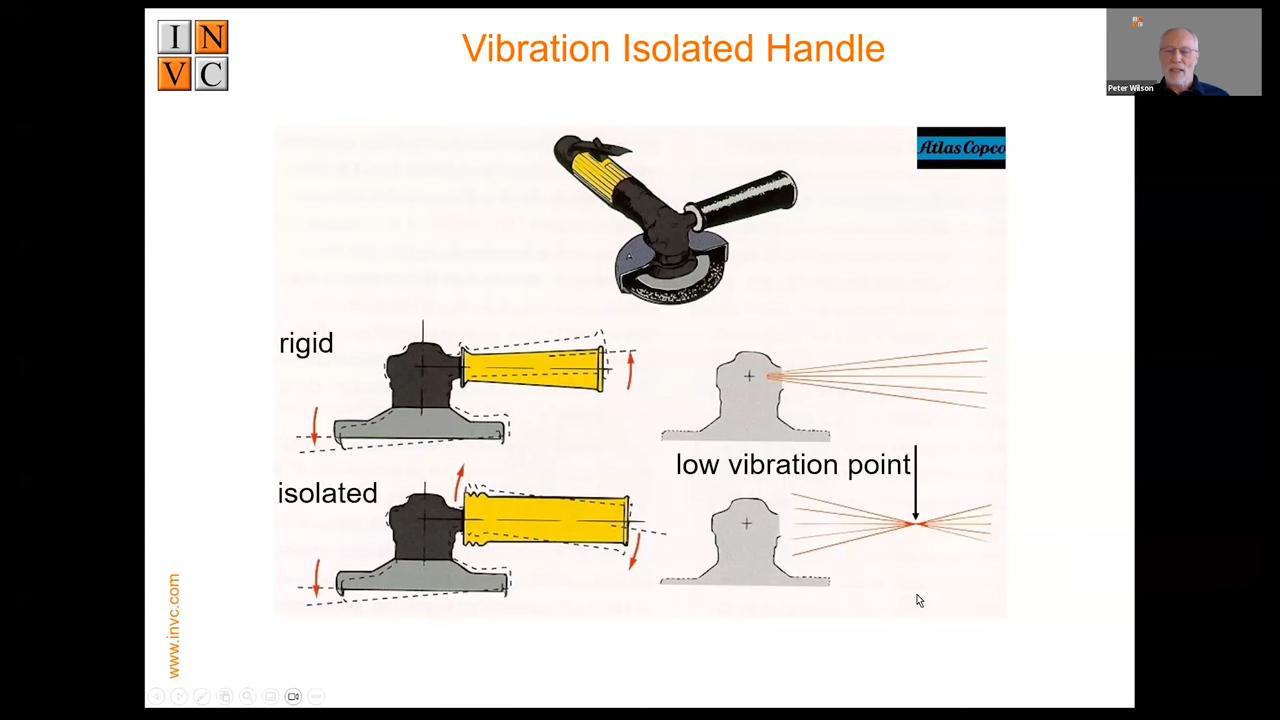 I N
V C
Vibration Isolated Handle
Peter Wilson
Atlas Copco
rigid
low vibration point
isolated
www.invc.com